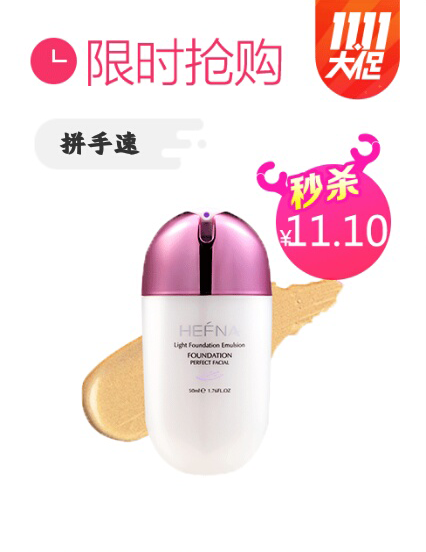 限时抢购
11.11
大促
拼手速
秒杀
¥11.10
HEFNA
Light Foundation Emulsion
FOUNDATION
PERFECT FACIAL
50ml ℮ 1.76FL.OZ